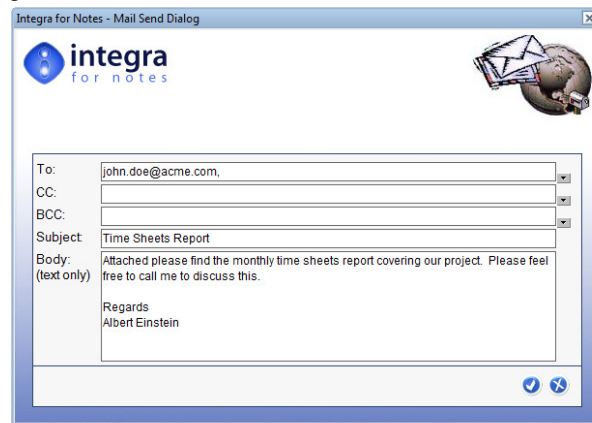 Integra for Notes - Mail Send Dialog
integra
for notes
To: john.doe@acme.com,
CC:
BCC:
Subject: Time Sheets Report
Body: Attached please find the monthly time sheets report covering our project. Please feel
(text only) free to call me to discuss this.
Regards
Albert Einstein